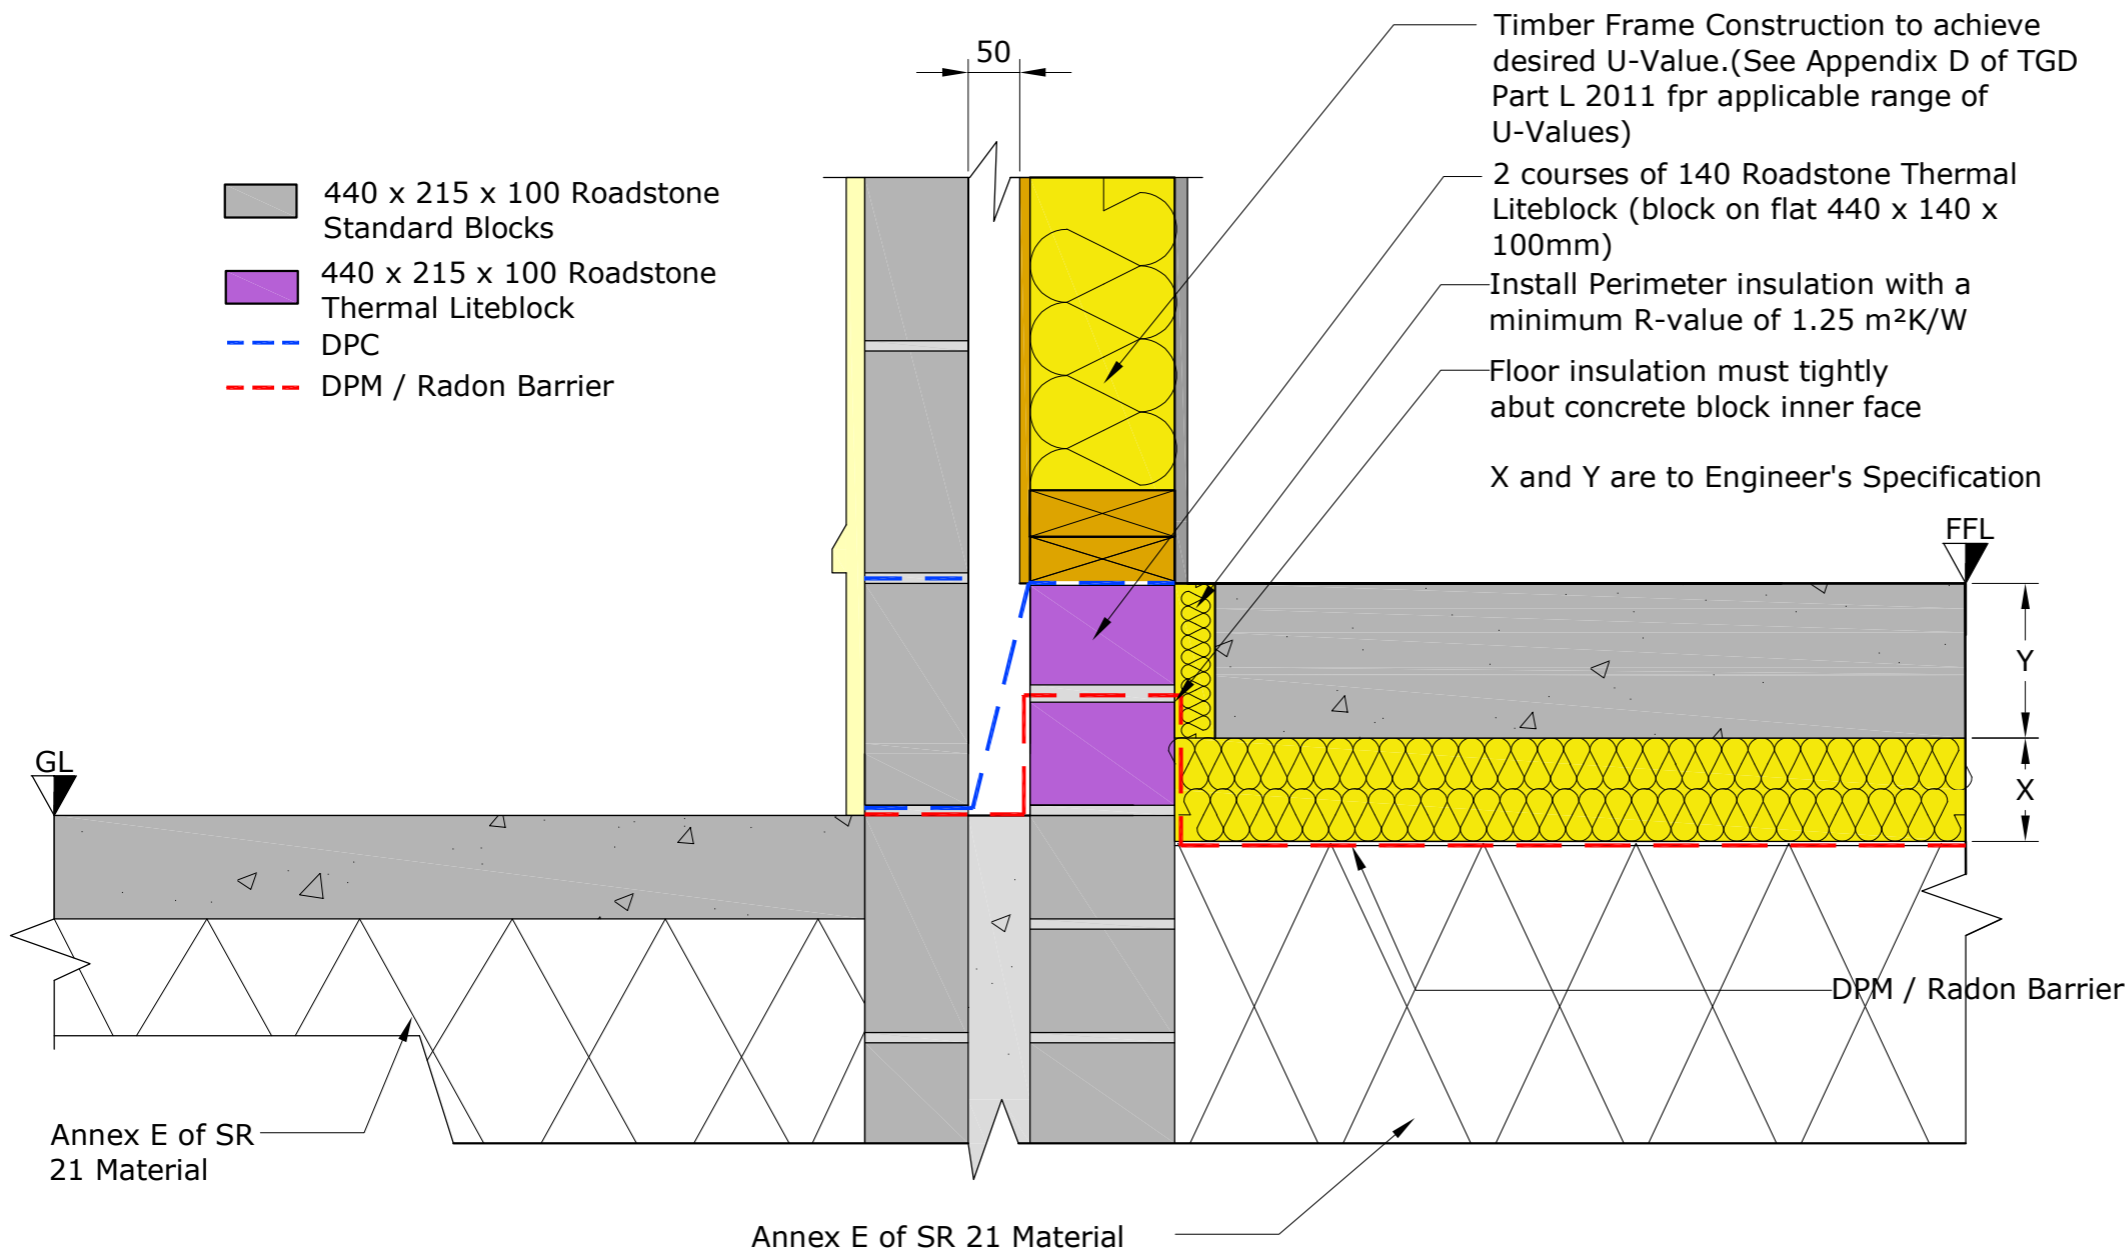 50
Timber Frame Construction to achieve
desired U-Value.(See Appendix D of TGD
Part L 2011 fpr applicable range of
U-Values)
2 courses of 140 Roadstone Thermal
Liteblock (block on flat 440 x 140 x
100mm)
Install Perimeter insulation with a
minimum R-value of 1.25 m²K/W
Floor insulation must tightly
abut concrete block inner face
X and Y are to Engineer's Specification
440 x 215 x 100 Roadstone
Standard Blocks
440 x 215 x 100 Roadstone
Thermal Liteblock
DPC
DPM / Radon Barrier
FFL
Y
X
GL
DPM / Radon Barrier
Annex E of SR
21 Material
Annex E of SR 21 Material